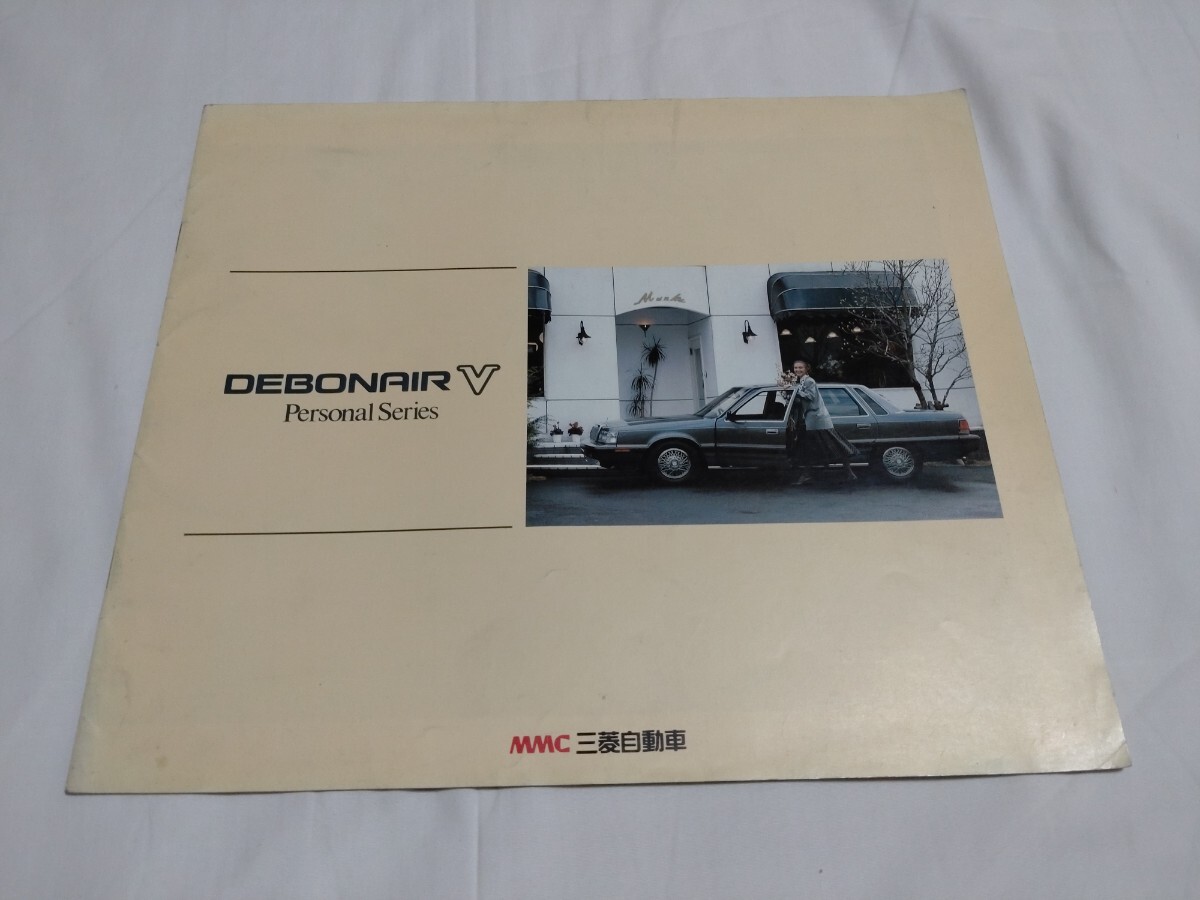 DEBONAIR V
Personal Series
MMC 三菱自動車